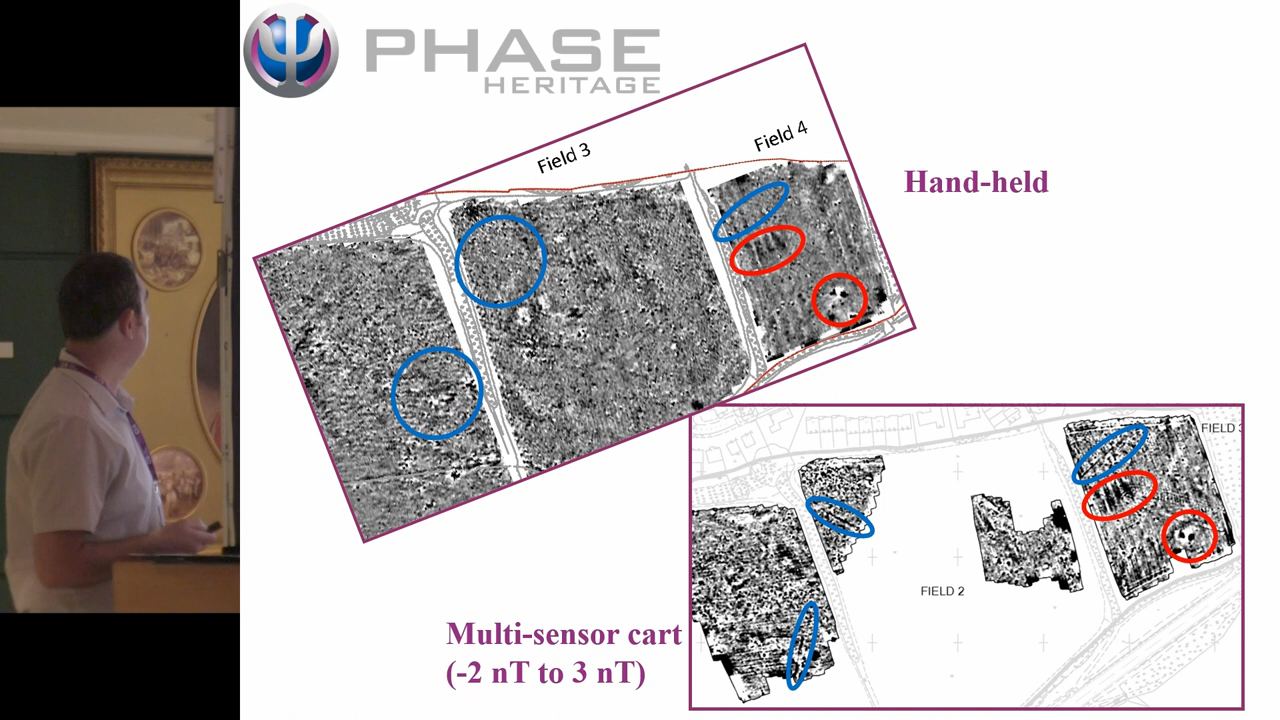 PHASE
HERITAGE
Field 3
Field 4
Hand-held
FIELD 3
FIELD 2
Multi-sensor cart
(-2 nT to 3 nT)